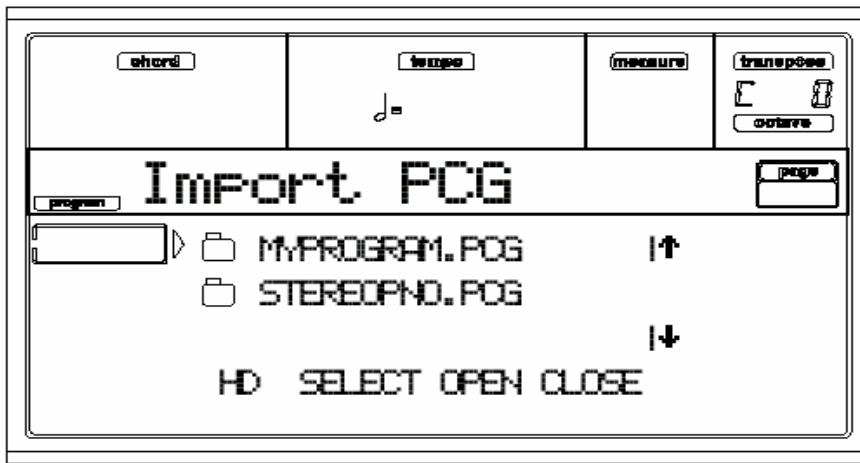 chord tempo measure transpose
C 0
octave
Import PCG
program page
MYPROGRAM.PCG
STEREOPNO.PCG
HD SELECT OPEN CLOSE